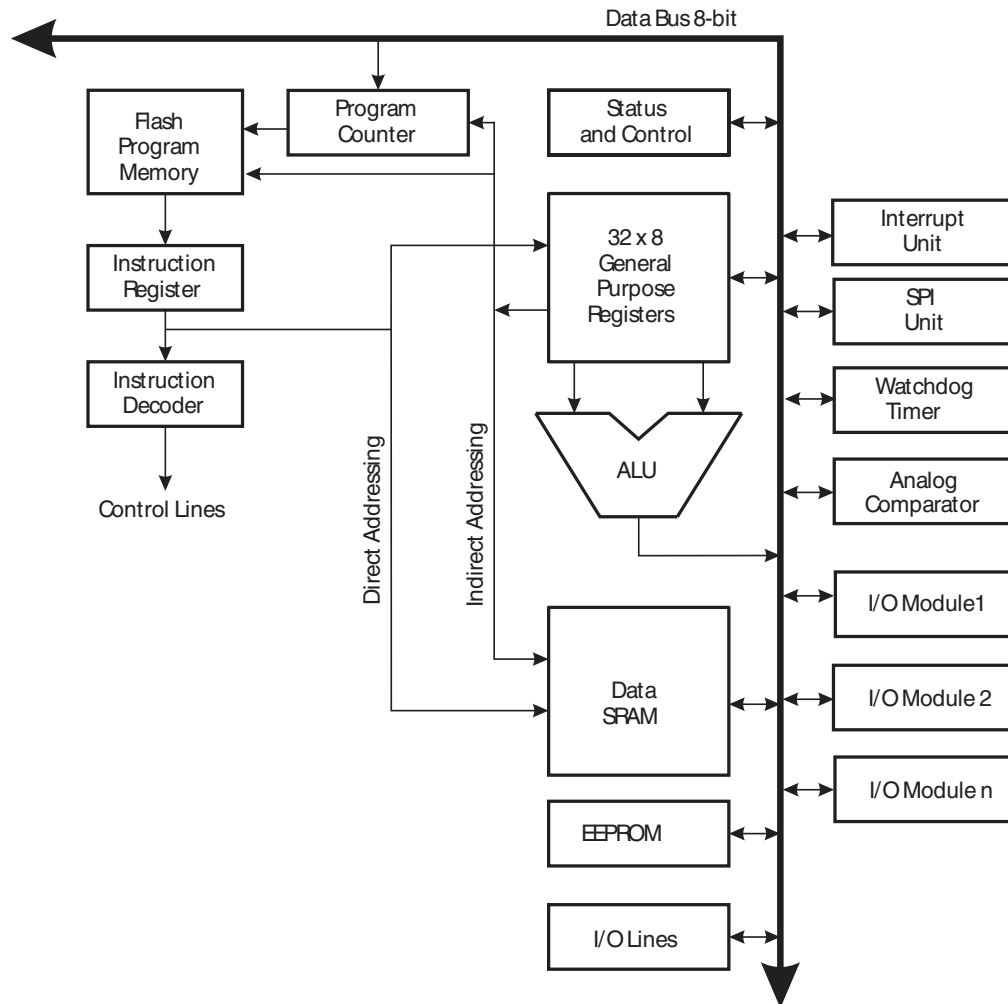 Data Bus 8-bit
Flash
Program
Memory
Program
Counter
Status
and Control
32 x 8
General
Purpose
Registers
Interrupt
Unit
Instruction
Register
SPI
Unit
Instruction
Decoder
Watchdog
Timer
ALU
Analog
Comparator
Control Lines
Direct Addressing
Indirect Addressing
I/O Module1
Data
SRAM
I/O Module 2
I/O Module n
EEPROM
I/O Lines